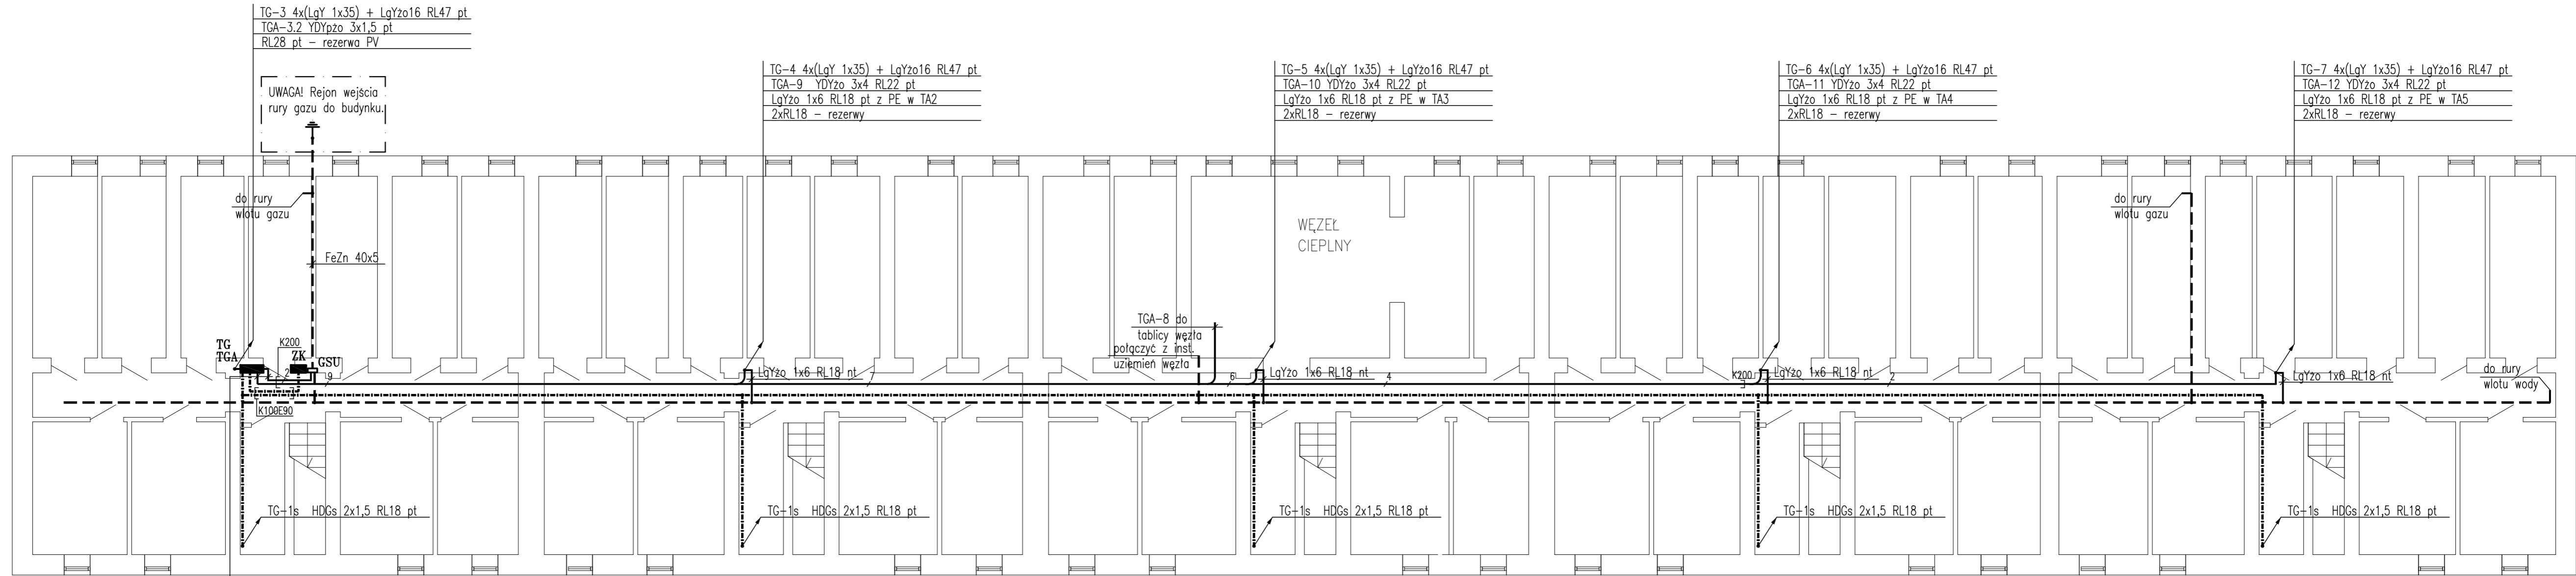 TG-3 4x(LgY 1x35) + LgYżo16 RL47 pt
TGA-3.2 YDYpżo 3x1,5 pt
RL28 pt - rezerwa PV
TG-4 4x(LgY 1x35) + LgYżo16 RL47 pt
TGA-9 YDYżo 3x4 RL22 pt
LgYżo 1x6 RL18 pt z PE w TA2
2xRL18 - rezerwy
TG-5 4x(LgY 1x35) + LgYżo16 RL47 pt
TGA-10 YDYżo 3x4 RL22 pt
LgYżo 1x6 RL18 pt z PE w TA3
2xRL18 - rezerwy
TG-6 4x(LgY 1x35) + LgYżo16 RL47 pt
TGA-11 YDYżo 3x4 RL22 pt
LgYżo 1x6 RL18 pt z PE w TA4
2xRL18 - rezerwy
TG-7 4x(LgY 1x35) + LgYżo16 RL47 pt
TGA-12 YDYżo 3x4 RL22 pt
LgYżo 1x6 RL18 pt z PE w TA5
2xRL18 - rezerwy
UWAGA! Rejon wejścia
rury gazu do budynku.
do rury
wlotu gazu
FeZn 40x5
WĘZEŁ
CIEPLNY
do rury
wlotu gazu
TGA-8 do
tablicy węzła
połączyć z inst.
uziemień węzła
TG
TGA
K200
ZK
GSU
2
9
K100E90
LgYżo 1x6 RL18 nt
7
6
LgYżo 1x6 RL18 nt
4
K200
LgYżo 1x6 RL18 nt
2
LgYżo 1x6 RL18 nt
do rury
wlotu wody
TG-1s HDGs 2x1,5 RL18 pt
TG-1s HDGs 2x1,5 RL18 pt
TG-1s HDGs 2x1,5 RL18 pt
TG-1s HDGs 2x1,5 RL18 pt
TG-1s HDGs 2x1,5 RL18 pt